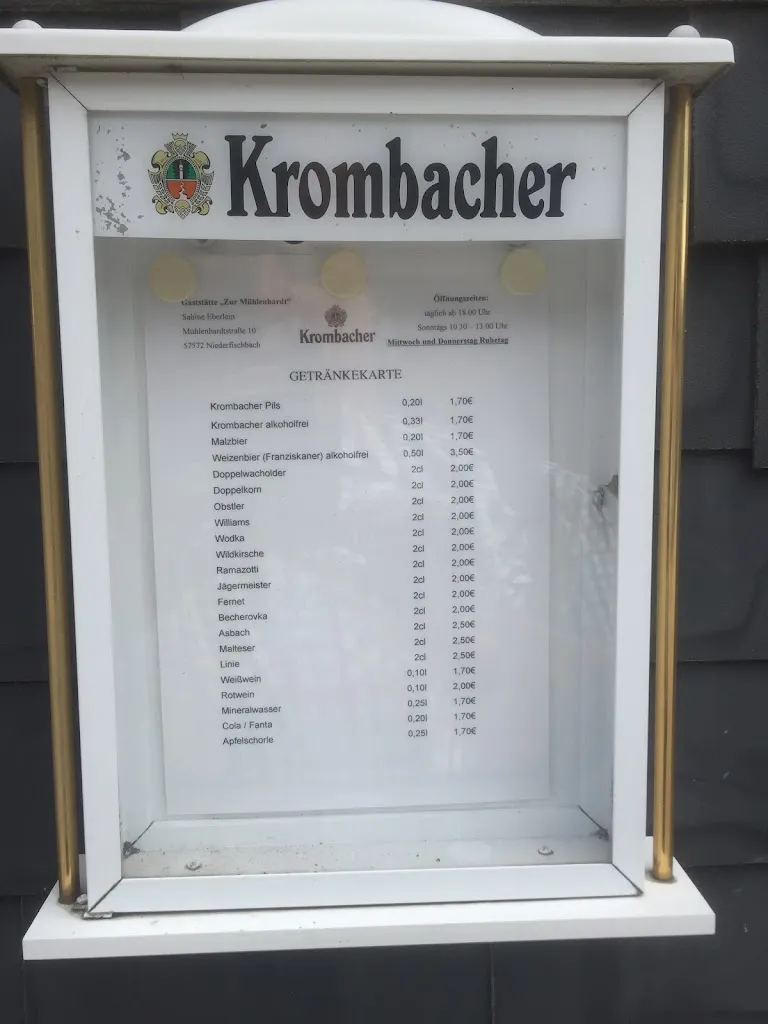 Krombacher
Gaststätte „Zur Mühlenhardt"
Sabine Eberlein
Mühlenhardtstraße 10
57572 Niederfischbach
Krombacher
Öffnungszeiten:
täglich ab 18.00 Uhr
Sonntags 10.30 - 13.00 Uhr
Mittwoch und Donnerstag Ruhetag
GETRÄNKEKARTE
Krombacher Pils 0,20l 1,70€
Krombacher alkoholfrei 0,33l 1,70€
Malzbier 0,20l 1,70€
Weizenbier (Franziskaner) alkoholfrei 0,50l 3,50€
Doppelwacholder 2cl 2,00€
Doppelkorn 2cl 2,00€
Obstler 2cl 2,00€
Williams 2cl 2,00€
Wodka 2cl 2,00€
Wildkirsche 2cl 2,00€
Ramazotti 2cl 2,00€
Jägermeister 2cl 2,00€
Fernet 2cl 2,00€
Becherovka 2cl 2,00€
Asbach 2cl 2,50€
Malteser 2cl 2,50€
Linie 2cl 2,50€
Weißwein 0,10l 1,70€
Rotwein 0,10l 2,00€
Mineralwasser 0,25l 1,70€
Cola / Fanta 0,20l 1,70€
Apfelschorle 0,25l 1,70€